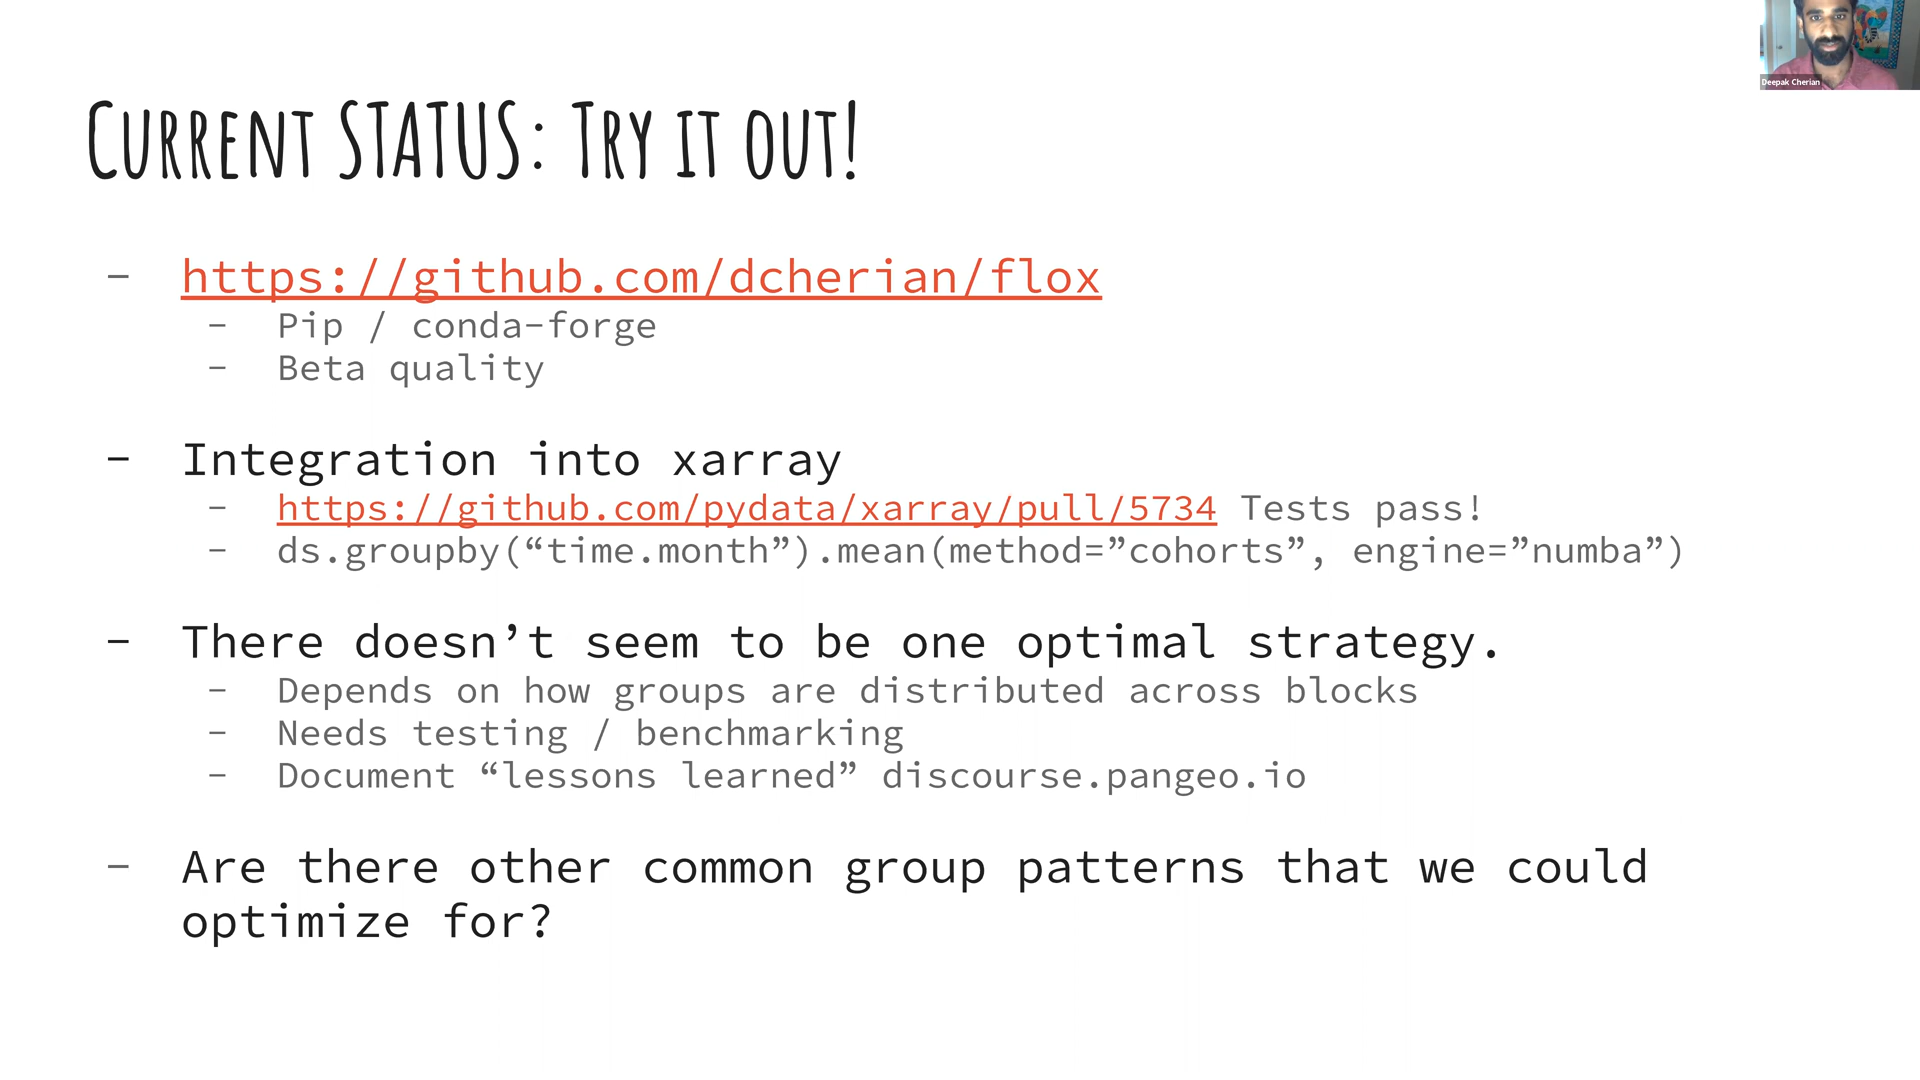 Deepak Cherian
CURRENT STATUS: TRY IT OUT!
- https://github.com/dcherian/flox
- Pip / conda-forge
- Beta quality
- Integration into xarray
- https://github.com/pydata/xarray/pull/5734 Tests pass!
- ds.groupby(“time.month”).mean(method=”cohorts”, engine=”numba”)
- There doesn’t seem to be one optimal strategy.
- Depends on how groups are distributed across blocks
- Needs testing / benchmarking
- Document “lessons learned” discourse.pangeo.io
- Are there other common group patterns that we could
optimize for?